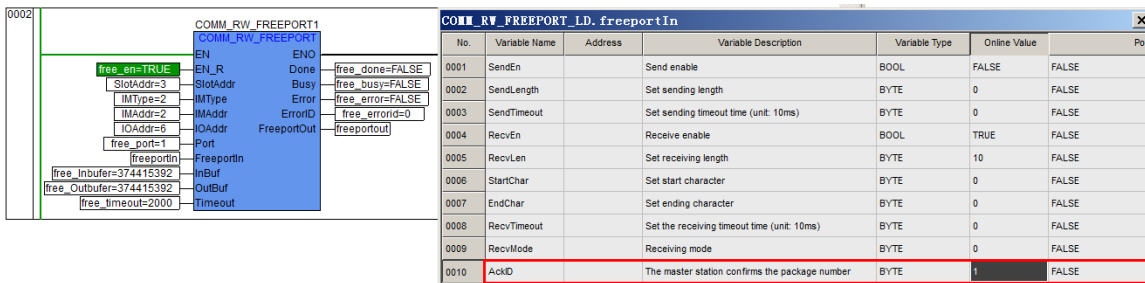 0002
COMM_RW_FREEPORT1
COMM_RW_FREEPORT
EN ENO
free_en=TRUE EN_R Done free_done=FALSE
SlotAddr=3 SlotAddr Busy free_busy=FALSE
IMType=2 IMType Error free_error=FALSE
IMAddr=2 IMAddr ErrorID free_errorid=0
IOAddr=6 IOAddr FreeportOut freeportout
free_port=1 Port
freeportIn FreeportIn
free_Inbufer=374415392 InBuf
free_Outbufer=374415392 OutBuf
free_timeout=2000 Timeout
COMM_RW_FREEPORT_LD.freeportIn
No. Variable Name Address Variable Description Variable Type Online Value Po
0001 SendEn Send enable BOOL FALSE FALSE
0002 SendLength Set sending length BYTE 0 FALSE
0003 SendTimeout Set sending timeout time (unit: 10ms) BYTE 0 FALSE
0004 RecvEn Receive enable BOOL TRUE FALSE
0005 RecvLen Set receiving length BYTE 10 FALSE
0006 StartChar Set start character BYTE 0 FALSE
0007 EndChar Set ending character BYTE 0 FALSE
0008 RecvTimeout Set the receiving timeout time (unit: 10ms) BYTE 0 FALSE
0009 RecvMode Receiving mode BYTE 0 FALSE
0010 AckID The master station confirms the package number BYTE 1 FALSE